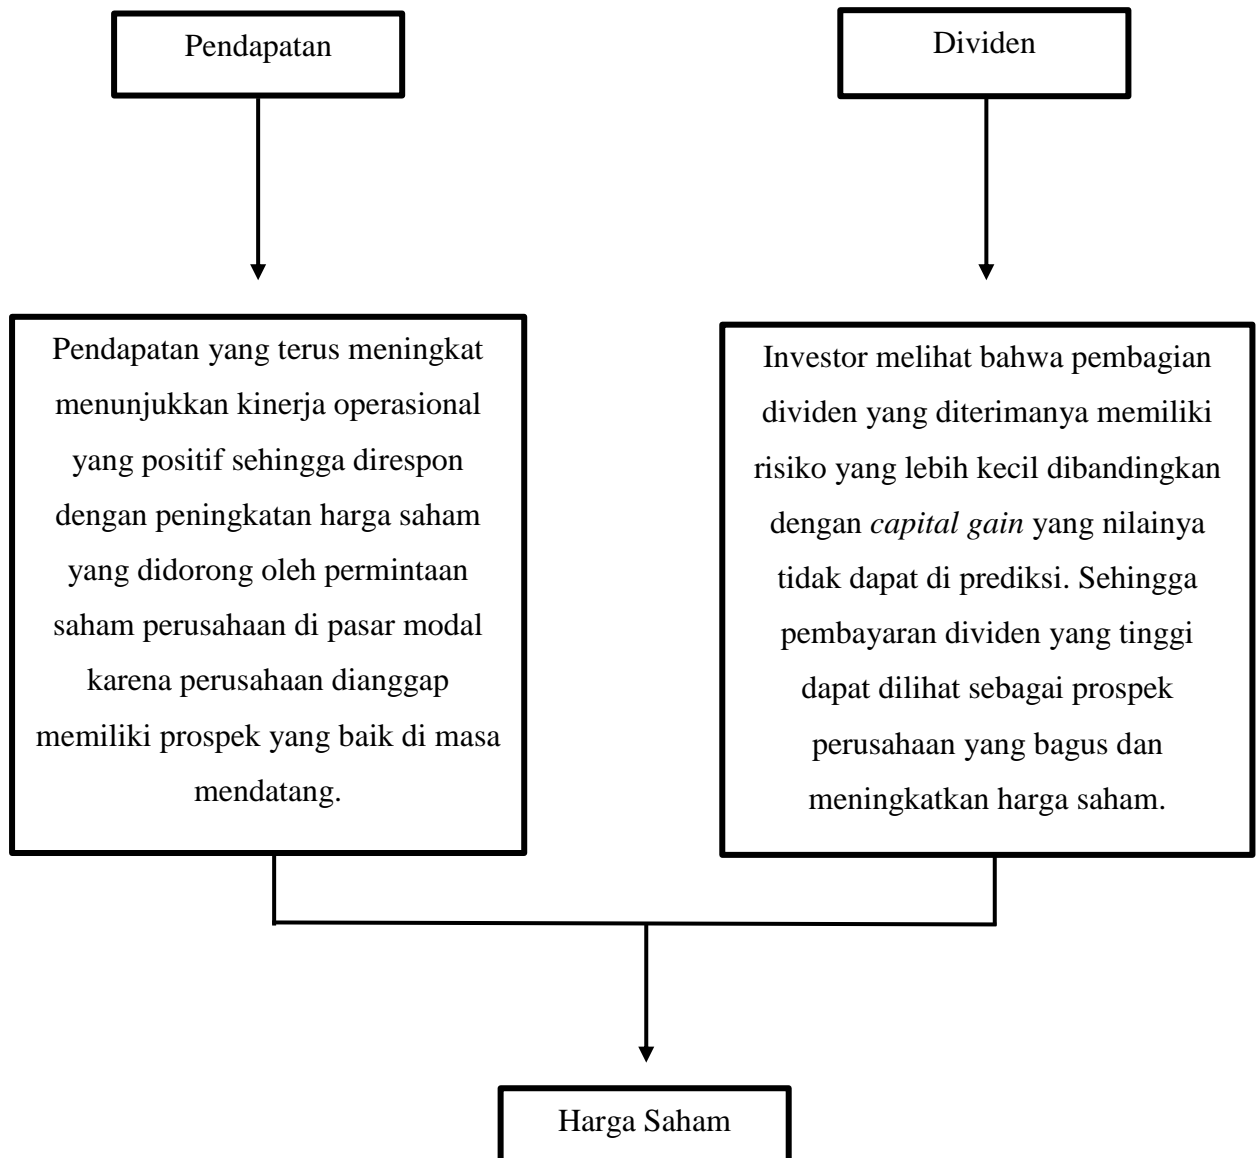 Pendapatan
Dividen
Pendapatan yang terus meningkat
menunjukkan kinerja operasional
yang positif sehingga direspon
dengan peningkatan harga saham
yang didorong oleh permintaan
saham perusahaan di pasar modal
karena perusahaan dianggap
memiliki prospek yang baik di masa
mendatang.
Investor melihat bahwa pembagian
dividen yang diterimanya memiliki
risiko yang lebih kecil dibandingkan
dengan capital gain yang nilainya
tidak dapat di prediksi. Sehingga
pembayaran dividen yang tinggi
dapat dilihat sebagai prospek
perusahaan yang bagus dan
meningkatkan harga saham.
Harga Saham